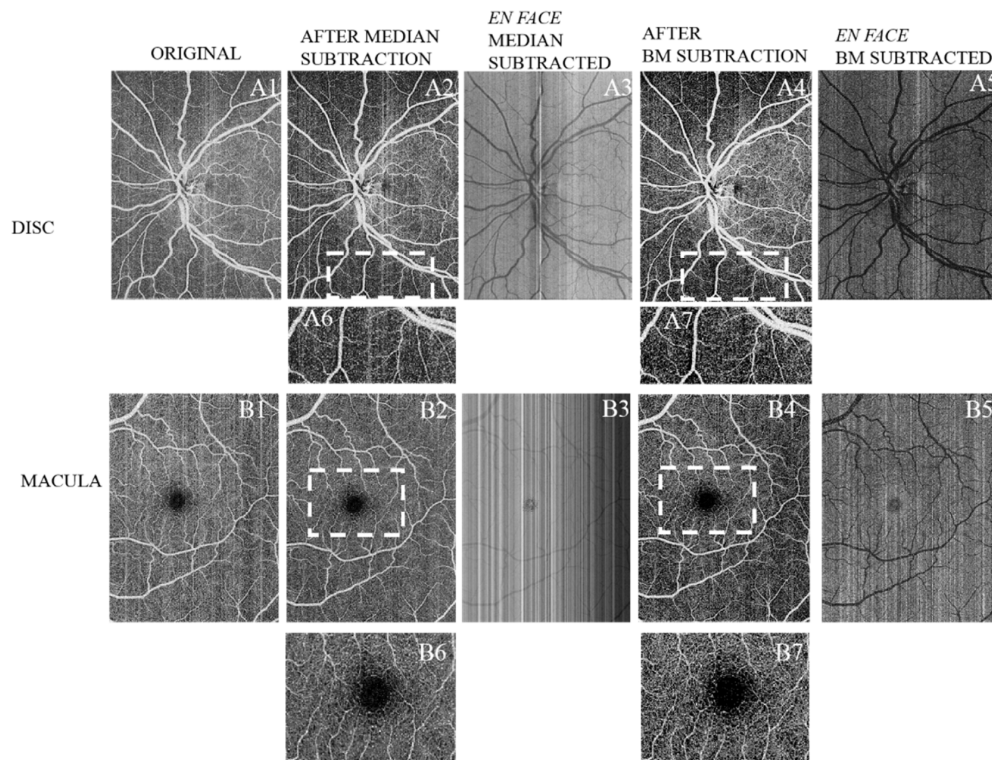 ORIGINAL
AFTER MEDIAN
SUBTRACTION
EN FACE
MEDIAN
SUBTRACTED
AFTER
BM SUBTRACTION
EN FACE
BM SUBTRACTED
DISC
A1
A2
A3
A4
A5
A6
A7
MACULA
B1
B2
B3
B4
B5
B6
B7